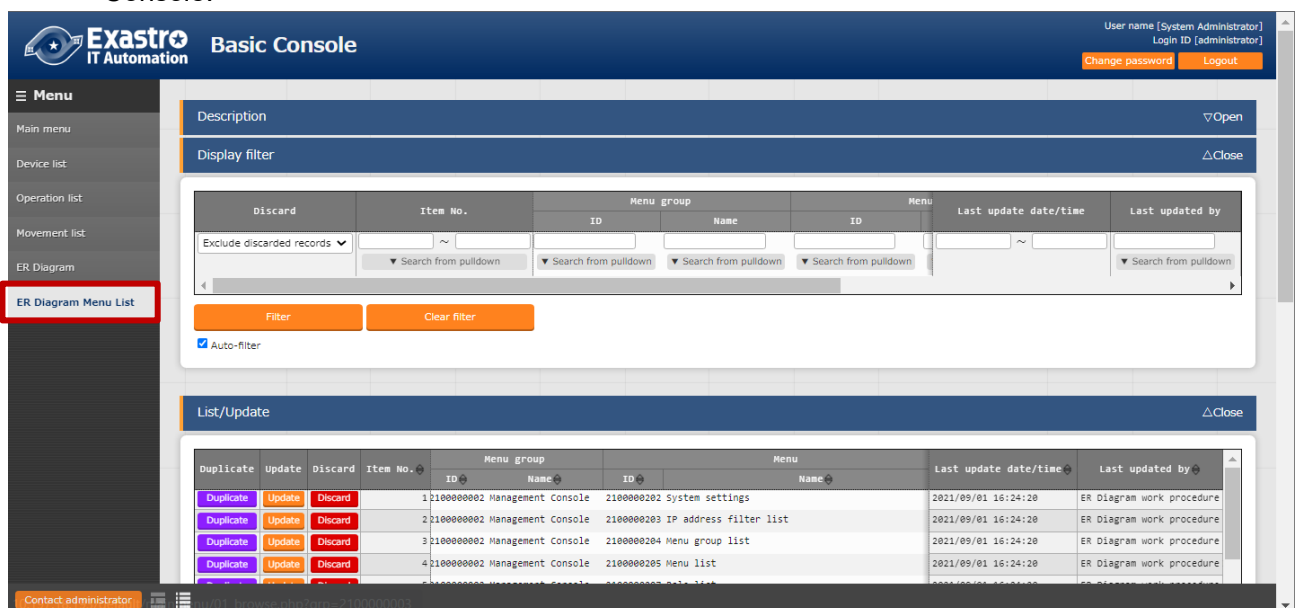 Console.
Exastro
IT Automation
Basic Console
User name [System Administrator]
Login ID [administrator]
Change password
Logout
☰ Menu
Main menu
Device list
Operation list
Movement list
ER Diagram
ER Diagram Menu List
Description
▽Open
Display filter
△Close
Discard
Item No.
Menu group
Menu
Last update date/time
Last updated by
ID
Name
ID
Exclude discarded records
~
~
▼ Search from pulldown
▼ Search from pulldown
▼ Search from pulldown
▼ Search from pulldown
▼ Search from pulldown
Filter
Clear filter
Auto-filter
List/Update
△Close
Duplicate Update Discard Item No. Menu group Menu Last update date/time Last updated by
ID Name ID Name
Duplicate Update Discard 1 2100000002 Management Console 2100000202 System settings 2021/09/01 16:24:20 ER Diagram work procedure
Duplicate Update Discard 2 2100000002 Management Console 2100000203 IP address filter list 2021/09/01 16:24:20 ER Diagram work procedure
Duplicate Update Discard 3 2100000002 Management Console 2100000204 Menu group list 2021/09/01 16:24:20 ER Diagram work procedure
Duplicate Update Discard 4 2100000002 Management Console 2100000205 Menu list 2021/09/01 16:24:20 ER Diagram work procedure
Contact administrator